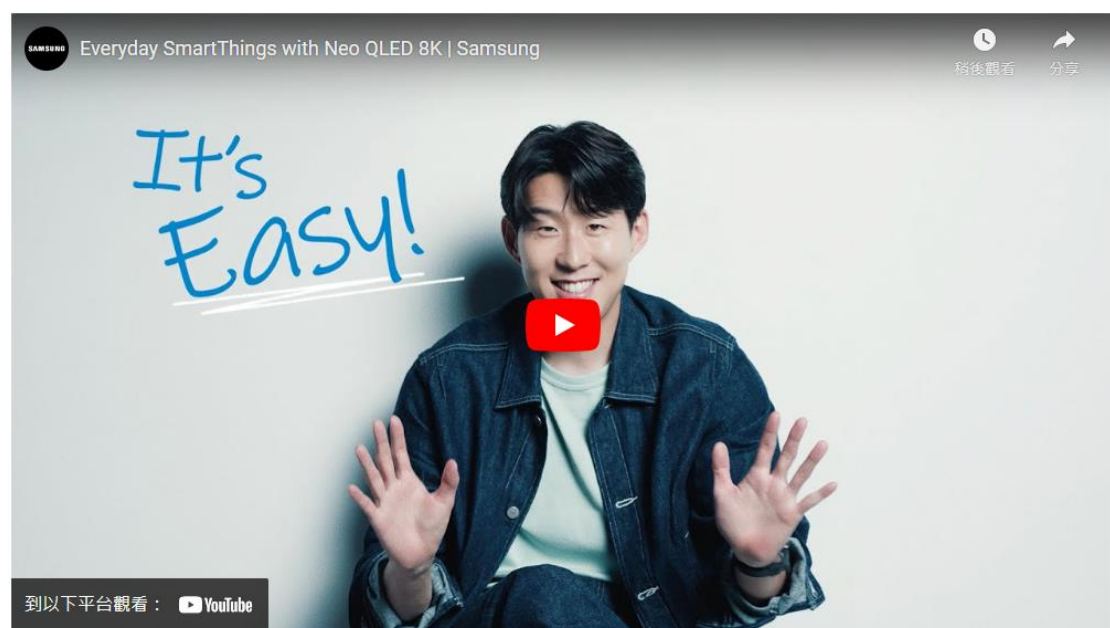 SAMSUNG
Everyday SmartThings with Neo QLED 8K | Samsung
稍後觀看
分享
It's
Easy!
到以下平台觀看：
YouTube